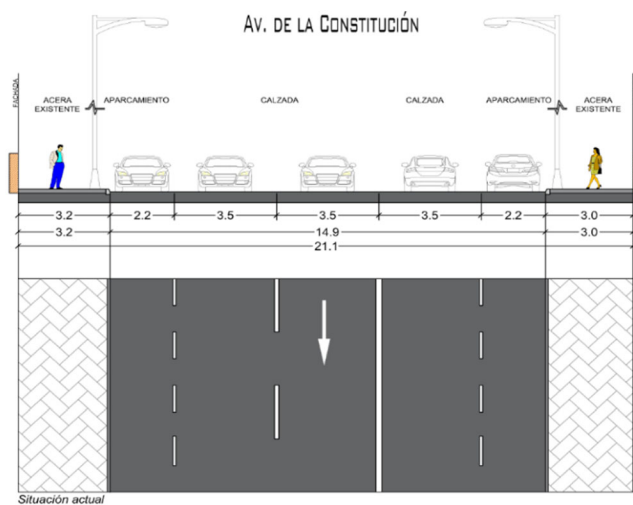 AV. DE LA CONSTITUCIÓN
FACHADA
ACERA EXISTENTE
APARCAMIENTO
CALZADA
CALZADA
APARCAMIENTO
ACERA EXISTENTE
3.2 2.2 3.5 3.5 3.5 2.2 3.0
3.2 14.9 3.0
21.1
Situación actual